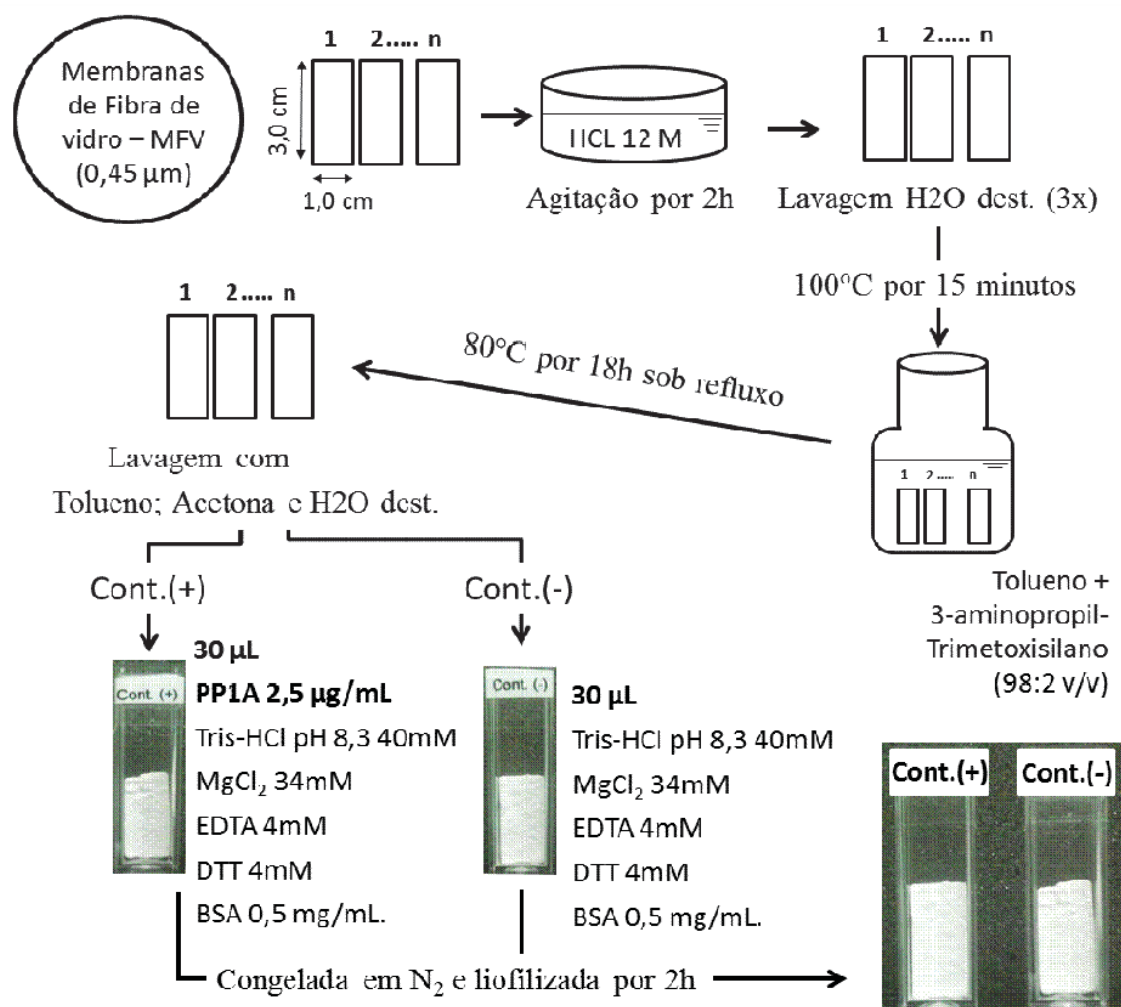 Membranas
de Fibra de
vidro – MFV
(0,45 µm)
1 2..... n
3,0 cm
1,0 cm
HCL 12 M
Agitação por 2h
1 2..... n
Lavagem H2O dest. (3x)
100°C por 15 minutos
1 2..... n
Tolueno +
3-aminopropil-
Trimetoxisilano
(98:2 v/v)
80°C por 18h sob refluxo
1 2..... n
Lavagem com
Tolueno; Acetona e H2O dest.
Cont.(+)
Cont.(-)
Cont. (+)
30 µL
PP1A 2,5 µg/mL
Tris-HCl pH 8,3 40mM
MgCl₂ 34mM
EDTA 4mM
DTT 4mM
BSA 0,5 mg/mL.
Cont. (-)
30 µL
Tris-HCl pH 8,3 40mM
MgCl₂ 34mM
EDTA 4mM
DTT 4mM
BSA 0,5 mg/mL.
Congelada em N₂ e liofilizada por 2h
Cont.(+)
Cont.(-)